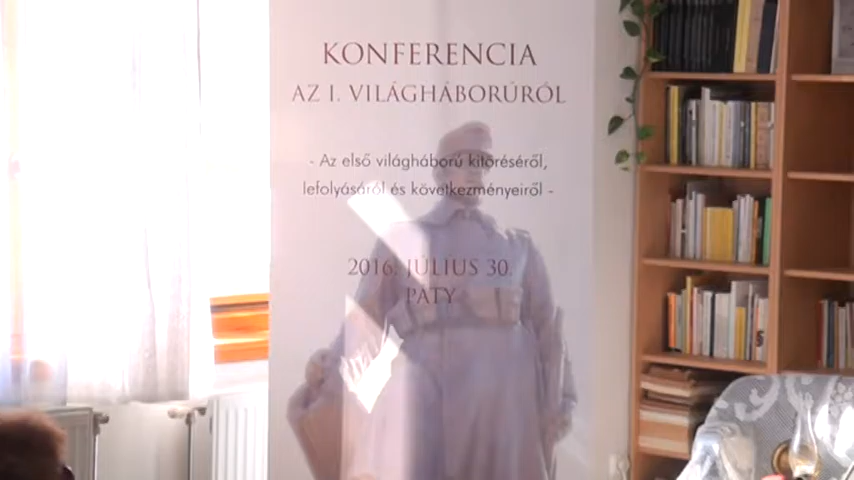 KONFERENCIA
AZ I. VILÁGHÁBORÚRÓL
- Az első világháború kitöréséről,
lefolyásáról és következményeiről -
2016. JÚLIUS 30.
PÁTY